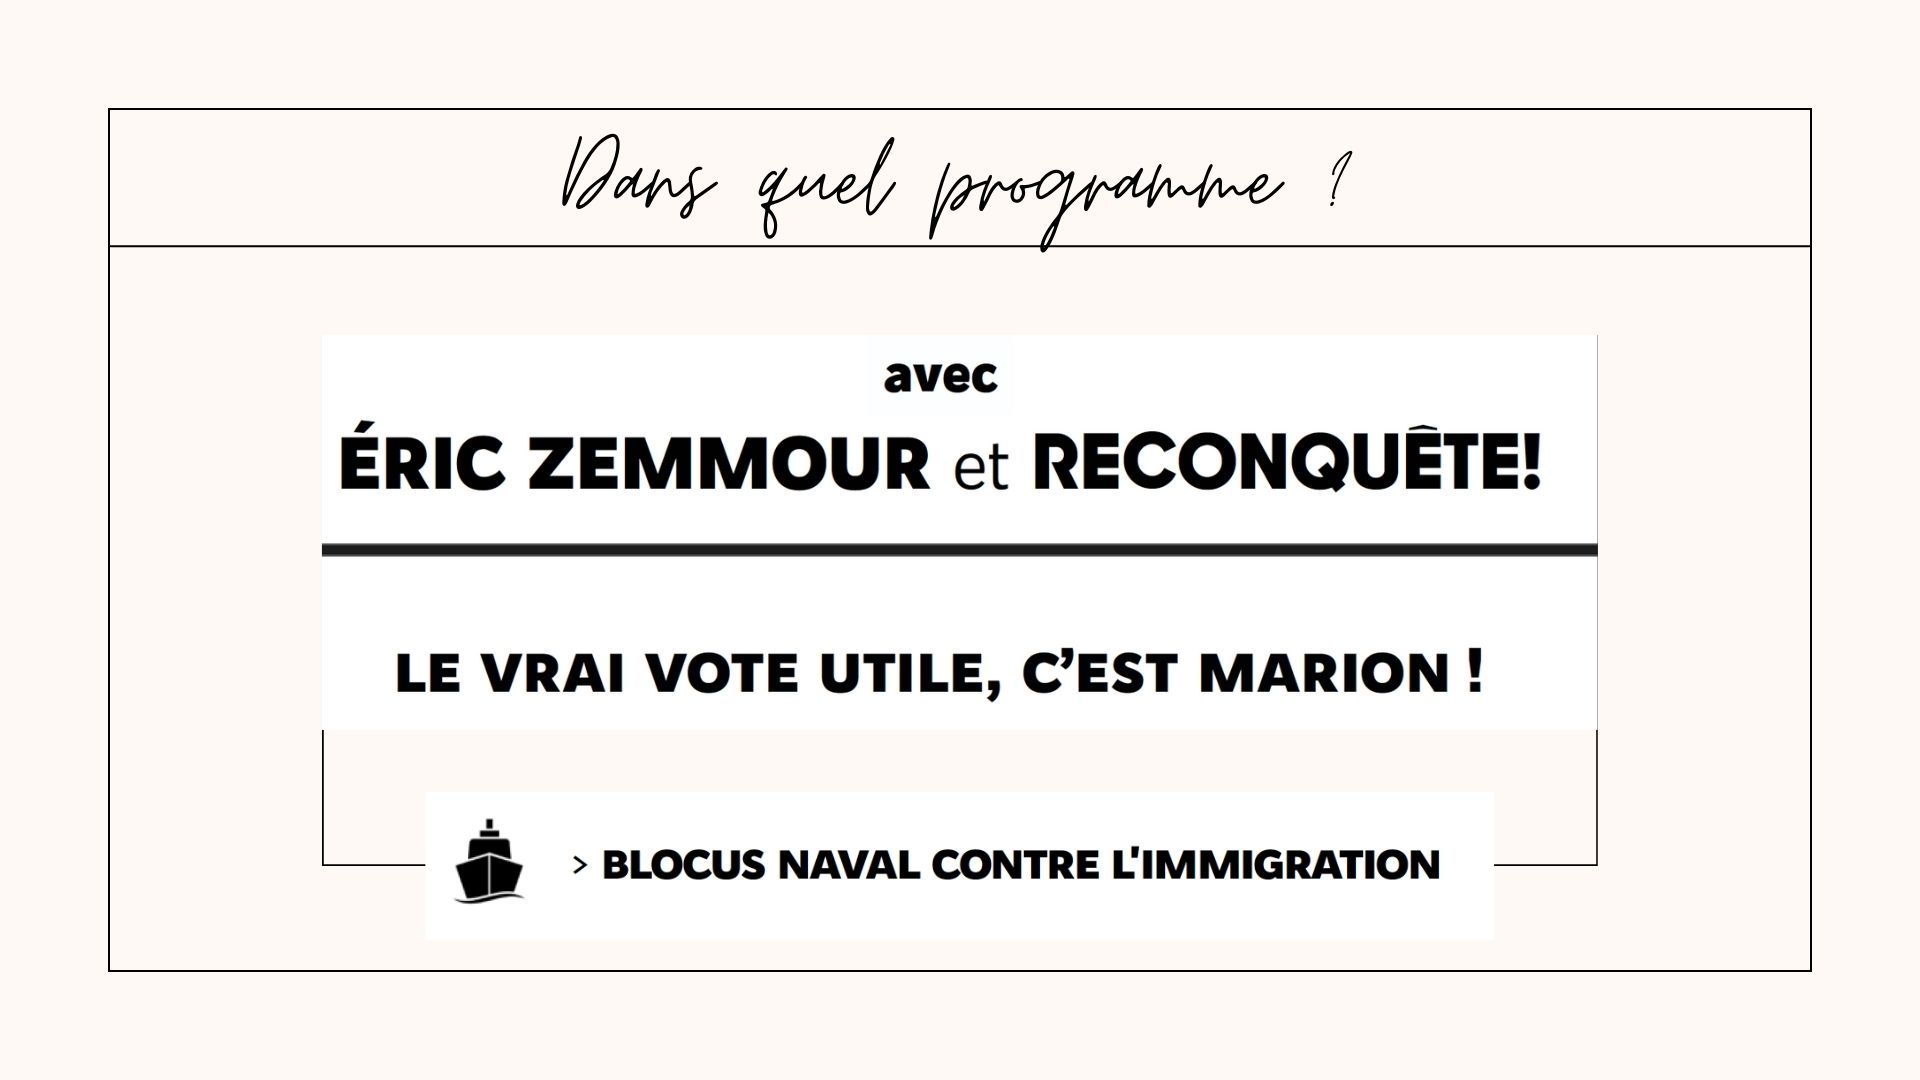 Dans quel programme ?
avec
ÉRIC ZEMMOUR et RECONQUÊTE!
LE VRAI VOTE UTILE, C’EST MARION !
> BLOCUS NAVAL CONTRE L'IMMIGRATION